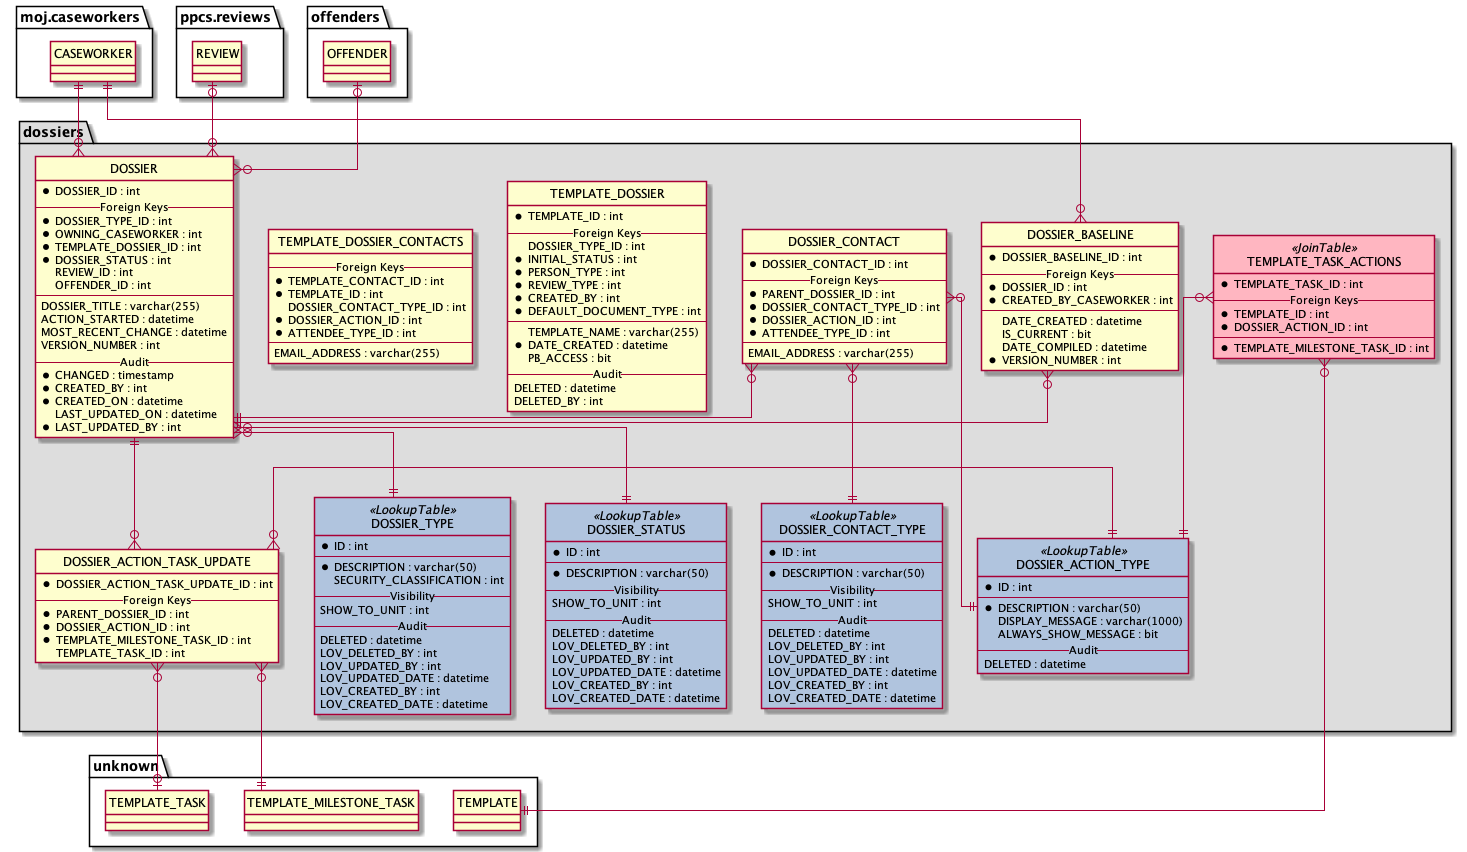 moj.caseworkers
CASEWORKER
ppcs.reviews
REVIEW
offenders
OFFENDER
dossiers
DOSSIER
DOSSIER_ID : int
Foreign Keys
DOSSIER_TYPE_ID : int
OWNING_CASEWORKER : int
TEMPLATE_DOSSIER_ID : int
DOSSIER_STATUS : int
REVIEW_ID : int
OFFENDER_ID : int
DOSSIER_TITLE : varchar(255)
ACTION_STARTED : datetime
MOST_RECENT_CHANGE : datetime
VERSION_NUMBER : int
Audit
CHANGED : timestamp
CREATED_BY : int
CREATED_ON : datetime
LAST_UPDATED_ON : datetime
LAST_UPDATED_BY : int
TEMPLATE_DOSSIER_CONTACTS
Foreign Keys
TEMPLATE_CONTACT_ID : int
TEMPLATE_ID : int
DOSSIER_CONTACT_TYPE_ID : int
DOSSIER_ACTION_ID : int
ATTENDEE_TYPE_ID : int
EMAIL_ADDRESS : varchar(255)
TEMPLATE_DOSSIER
TEMPLATE_ID : int
Foreign Keys
DOSSIER_TYPE_ID : int
INITIAL_STATUS : int
PERSON_TYPE : int
REVIEW_TYPE : int
CREATED_BY : int
DEFAULT_DOCUMENT_TYPE : int
TEMPLATE_NAME : varchar(255)
DATE_CREATED : datetime
PB_ACCESS : bit
Audit
DELETED : datetime
DELETED_BY : int
DOSSIER_CONTACT
DOSSIER_CONTACT_ID : int
Foreign Keys
PARENT_DOSSIER_ID : int
DOSSIER_CONTACT_TYPE_ID : int
DOSSIER_ACTION_ID : int
ATTENDEE_TYPE_ID : int
EMAIL_ADDRESS : varchar(255)
DOSSIER_BASELINE
DOSSIER_BASELINE_ID : int
Foreign Keys
DOSSIER_ID : int
CREATED_BY_CASEWORKER : int
DATE_CREATED : datetime
IS_CURRENT : bit
DATE_COMPILED : datetime
VERSION_NUMBER : int
«JoinTable»
TEMPLATE_TASK_ACTIONS
TEMPLATE_TASK_ID : int
Foreign Keys
TEMPLATE_ID : int
DOSSIER_ACTION_ID : int
TEMPLATE_MILESTONE_TASK_ID : int
DOSSIER_ACTION_TASK_UPDATE
DOSSIER_ACTION_TASK_UPDATE_ID : int
Foreign Keys
PARENT_DOSSIER_ID : int
DOSSIER_ACTION_ID : int
TEMPLATE_MILESTONE_TASK_ID : int
TEMPLATE_TASK_ID : int
«LookupTable»
DOSSIER_TYPE
ID : int
DESCRIPTION : varchar(50)
SECURITY_CLASSIFICATION : int
Visibility
SHOW_TO_UNIT : int
Audit
DELETED : datetime
LOV_DELETED_BY : int
LOV_UPDATED_BY : int
LOV_UPDATED_DATE : datetime
LOV_CREATED_BY : int
LOV_CREATED_DATE : datetime
«LookupTable»
DOSSIER_STATUS
ID : int
DESCRIPTION : varchar(50)
Visibility
SHOW_TO_UNIT : int
Audit
DELETED : datetime
LOV_DELETED_BY : int
LOV_UPDATED_BY : int
LOV_UPDATED_DATE : datetime
LOV_CREATED_BY : int
LOV_CREATED_DATE : datetime
«LookupTable»
DOSSIER_CONTACT_TYPE
ID : int
DESCRIPTION : varchar(50)
Visibility
SHOW_TO_UNIT : int
Audit
DELETED : datetime
LOV_DELETED_BY : int
LOV_UPDATED_BY : int
LOV_UPDATED_DATE : datetime
LOV_CREATED_BY : int
LOV_CREATED_DATE : datetime
«LookupTable»
DOSSIER_ACTION_TYPE
ID : int
DESCRIPTION : varchar(50)
DISPLAY_MESSAGE : varchar(1000)
ALWAYS_SHOW_MESSAGE : bit
Audit
DELETED : datetime
unknown
TEMPLATE_TASK
TEMPLATE_MILESTONE_TASK
TEMPLATE